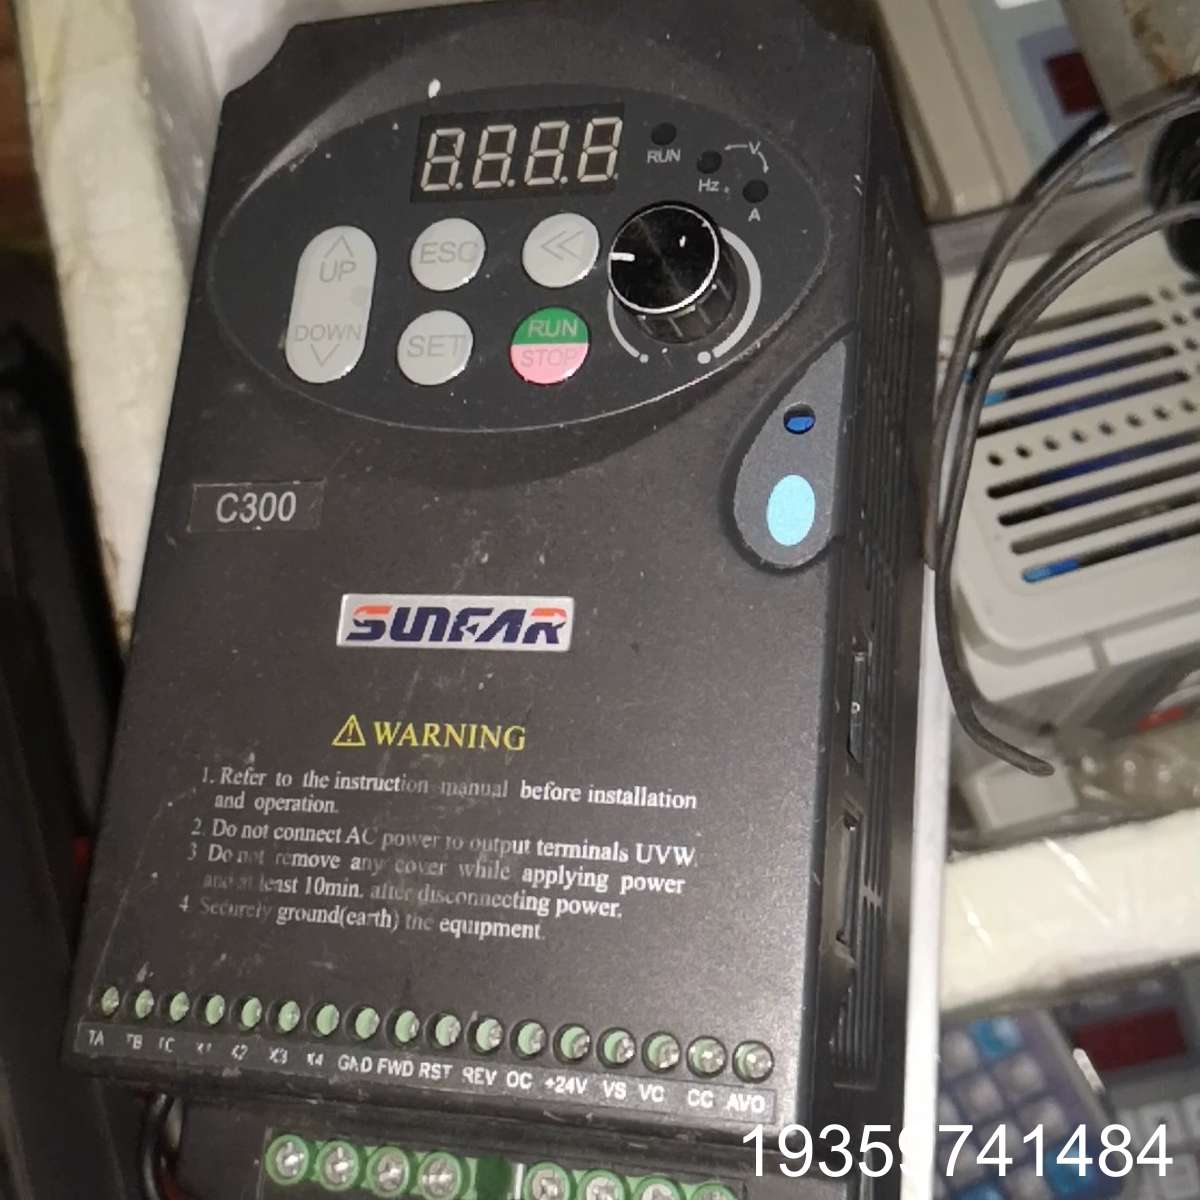 8.8.8.8
RUN
V
Hz
A
UP
ESC
DOWN
SET
RUN
STOP
C300
SUNFAR
WARNING
1. Refer to the instruction manual before installation
and operation.
2. Do not connect AC power to output terminals UVW.
3 Do not remove any cover while applying power
and at least 10min. after disconnecting power.
4. Securely ground(earth) the equipment.
TA TB TC X1 X2 X3 X4 GND FWD RST REV OC +24V VS VC CC AVO
19359741484